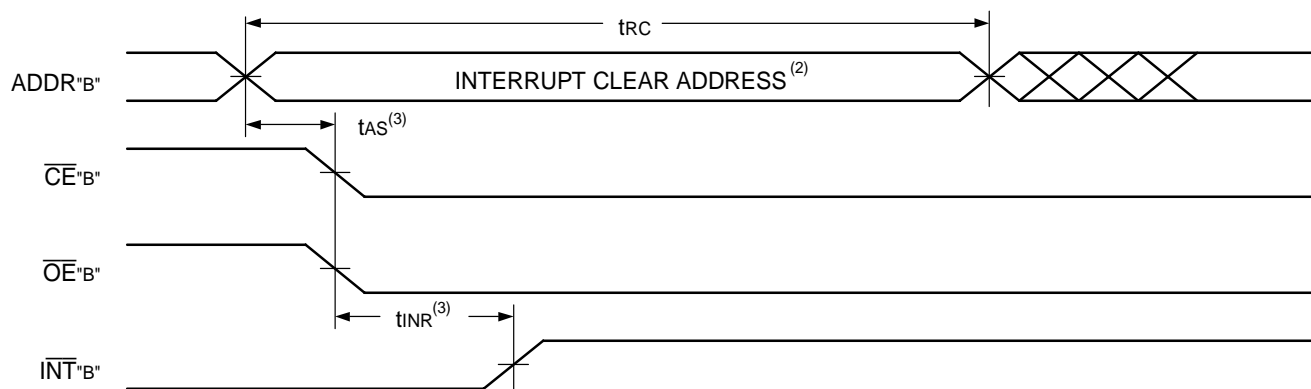 tRC
ADDR"B"
INTERRUPT CLEAR ADDRESS(2)
tAS(3)
CE"B"
OE"B"
tINR(3)
INT"B"